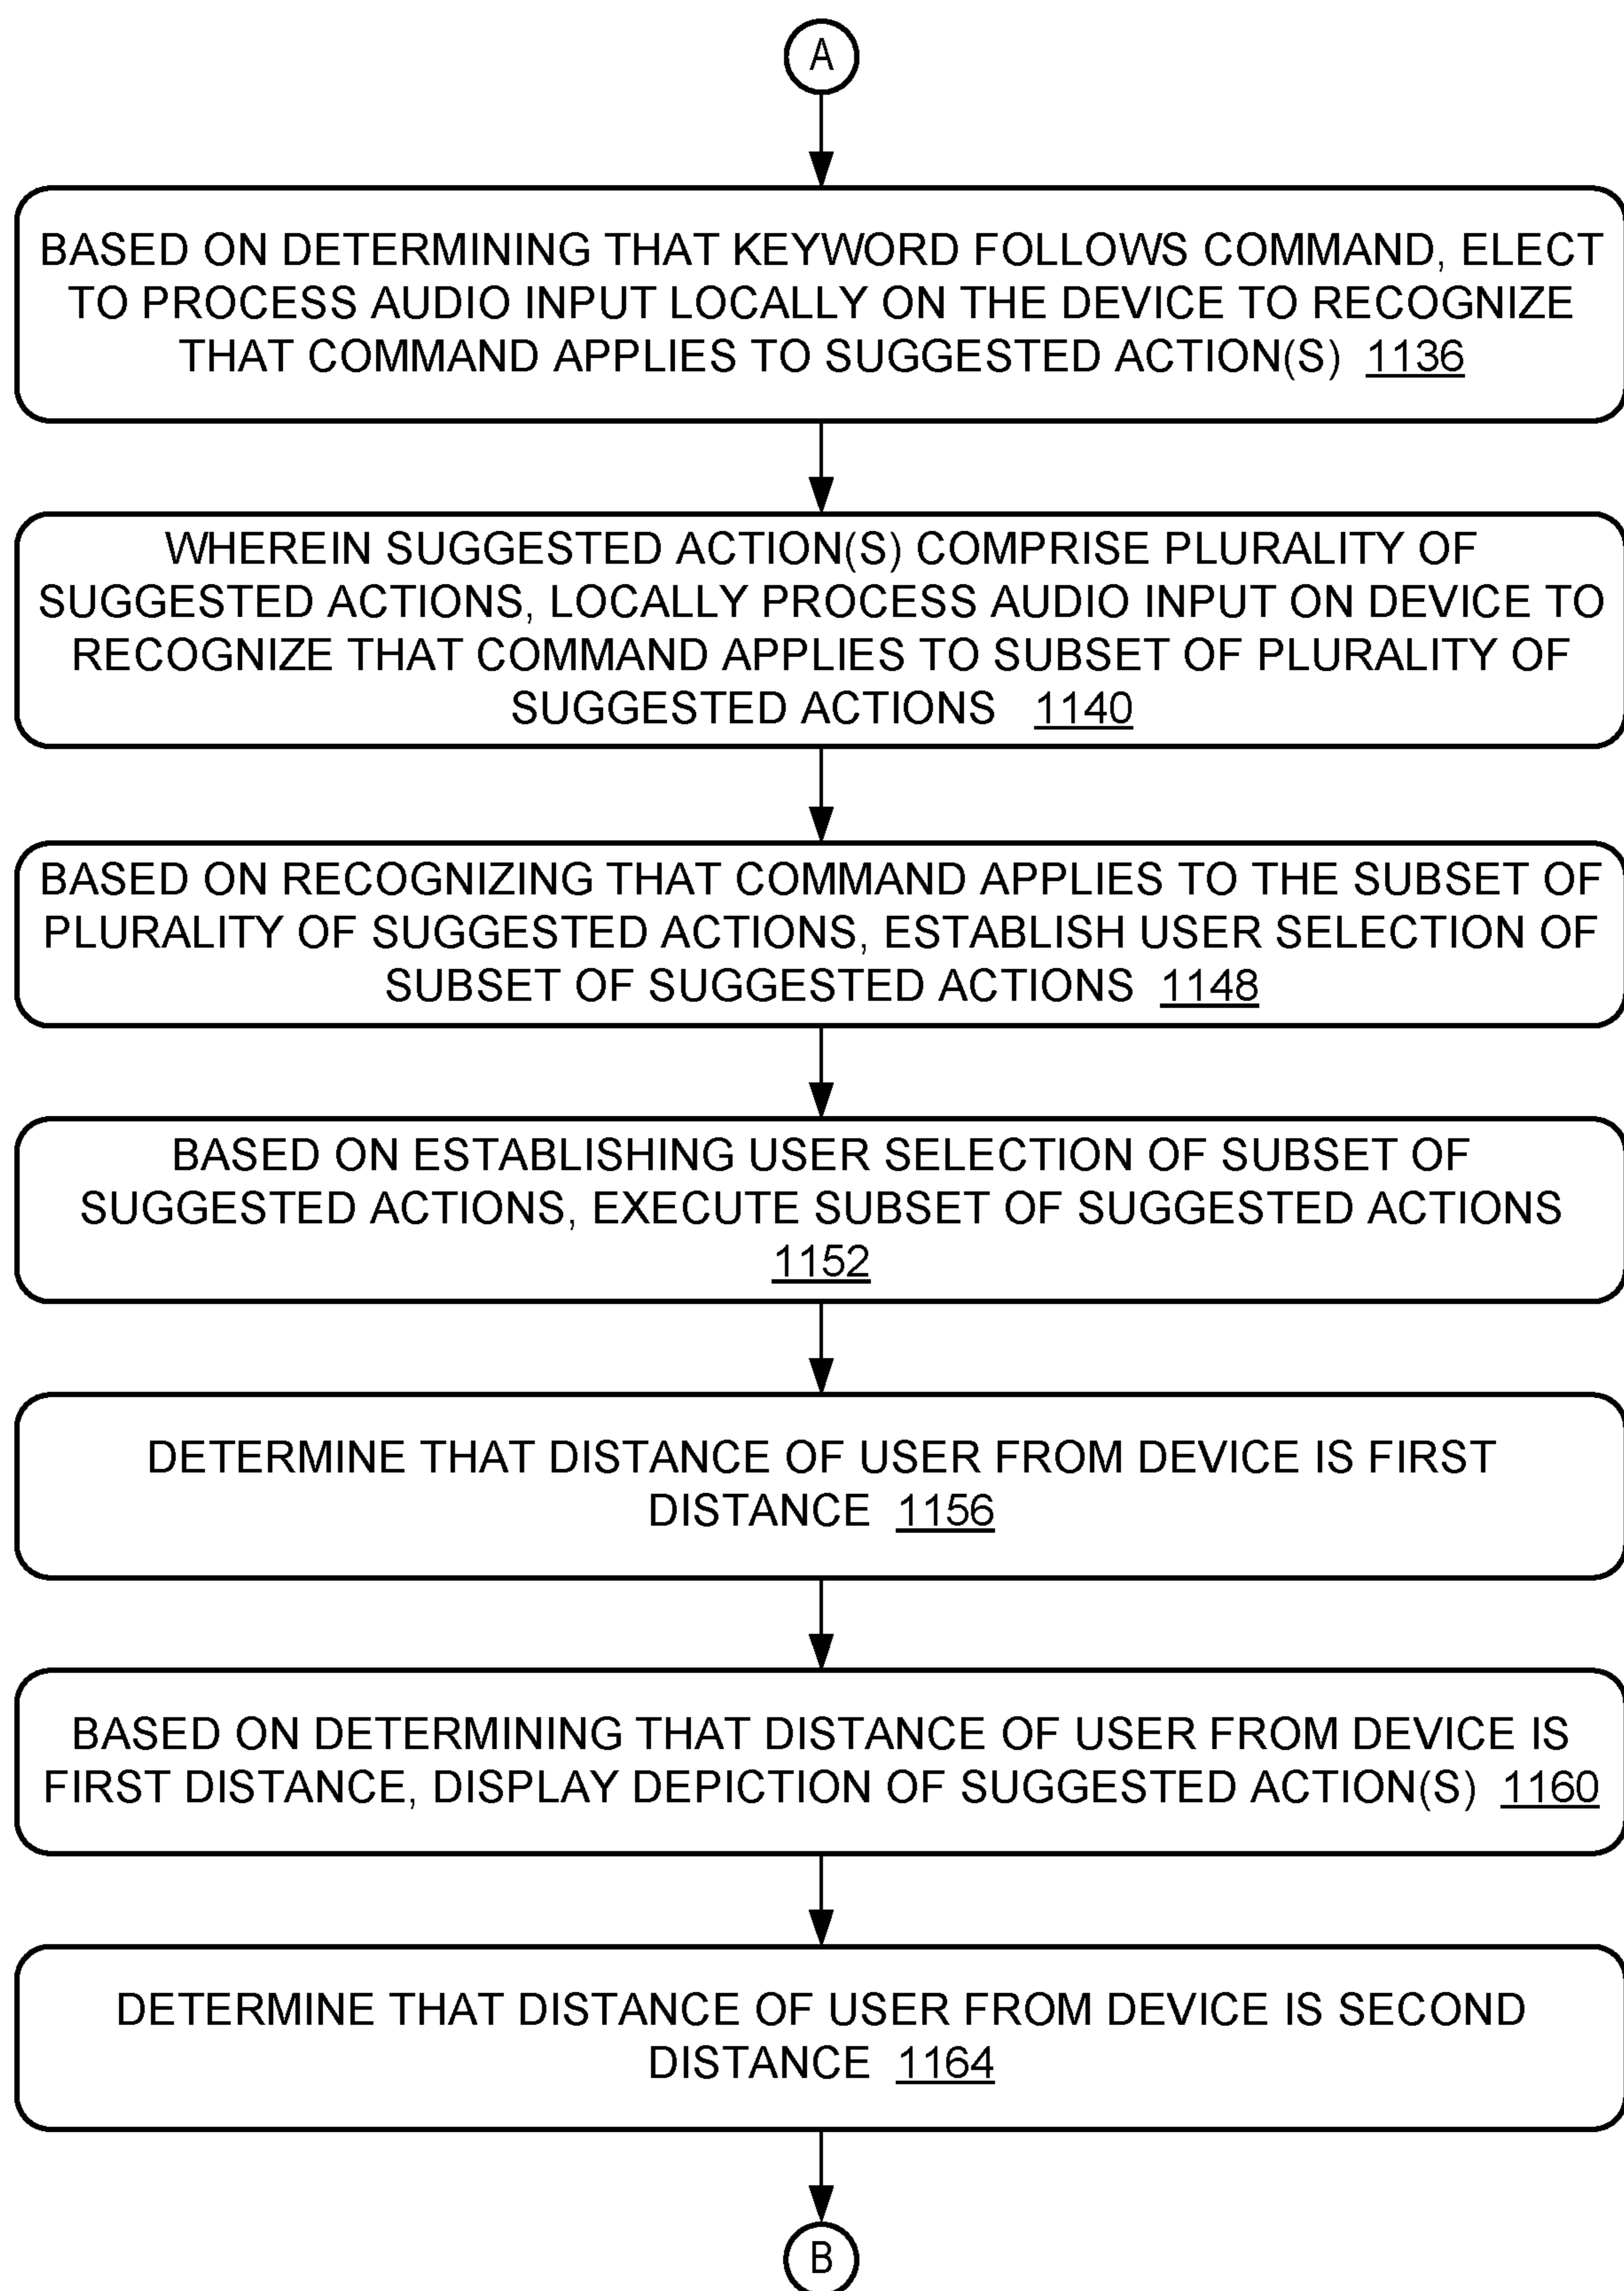 A
BASED ON DETERMINING THAT KEYWORD FOLLOWS COMMAND, ELECT
TO PROCESS AUDIO INPUT LOCALLY ON THE DEVICE TO RECOGNIZE
THAT COMMAND APPLIES TO SUGGESTED ACTION(S) 1136
WHEREIN SUGGESTED ACTION(S) COMPRISE PLURALITY OF
SUGGESTED ACTIONS, LOCALLY PROCESS AUDIO INPUT ON DEVICE TO
RECOGNIZE THAT COMMAND APPLIES TO SUBSET OF PLURALITY OF
SUGGESTED ACTIONS 1140
BASED ON RECOGNIZING THAT COMMAND APPLIES TO THE SUBSET OF
PLURALITY OF SUGGESTED ACTIONS, ESTABLISH USER SELECTION OF
SUBSET OF SUGGESTED ACTIONS 1148
BASED ON ESTABLISHING USER SELECTION OF SUBSET OF
SUGGESTED ACTIONS, EXECUTE SUBSET OF SUGGESTED ACTIONS
1152
DETERMINE THAT DISTANCE OF USER FROM DEVICE IS FIRST
DISTANCE 1156
BASED ON DETERMINING THAT DISTANCE OF USER FROM DEVICE IS
FIRST DISTANCE, DISPLAY DEPICTION OF SUGGESTED ACTION(S) 1160
DETERMINE THAT DISTANCE OF USER FROM DEVICE IS SECOND
DISTANCE 1164
B